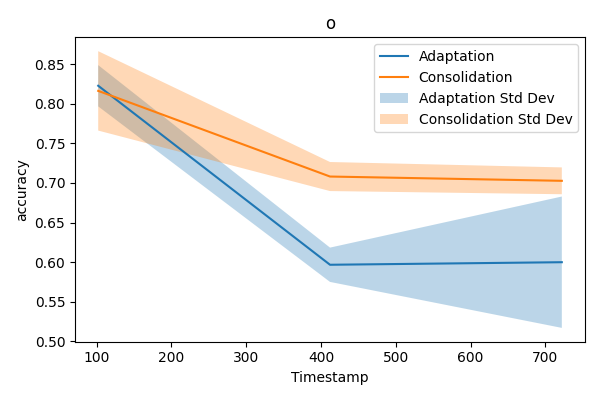 o
accuracy
0.85
0.80
0.75
0.70
0.65
0.60
0.55
0.50
Adaptation
Consolidation
Adaptation Std Dev
Consolidation Std Dev
100 200 300 400 500 600 700
Timestamp